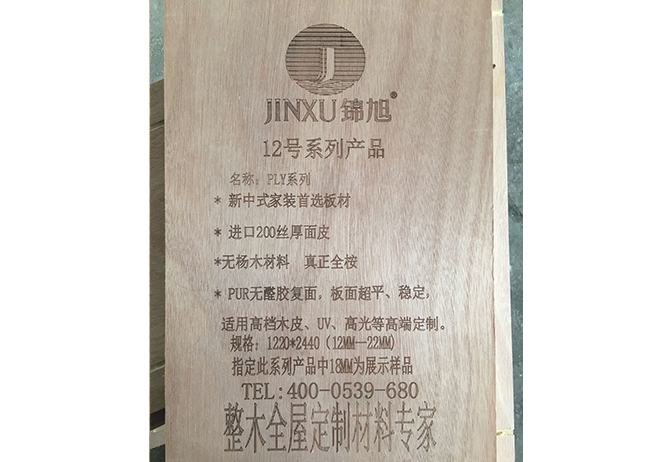 J
JINXU 锦旭®
12号系列产品
名称：PLY系列
* 新中式家装首选板材
* 进口200丝厚面皮
*无杨木材料 真正全桉
* PUR无醛胶复面，板面超平、稳定，
适用高档木皮、UV、高光等高端定制。
规格：1220*2440（12MM—22MM）
指定此系列产品中18MM为展示样品
TEL:400-0539-680
整木全屋定制材料专家